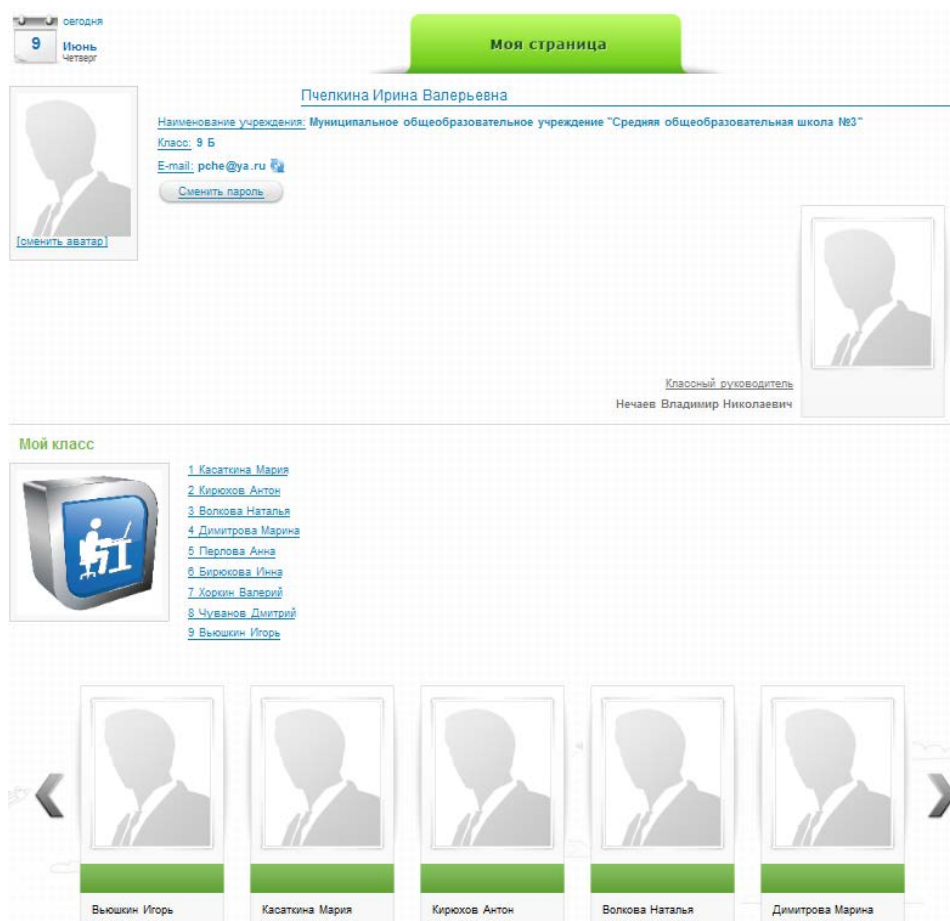 сегодня
9
Июнь
Четверг
Моя страница
Пчелкина Ирина Валерьевна
Наименование учреждения: Муниципальное общеобразовательное учреждение "Средняя общеобразовательная школа №3"
Класс: 9 Б
E-mail: pche@ya.ru
Сменить пароль
[сменить аватар]
Классный руководитель
Нечаев Владимир Николаевич
Мой класс
1 Касаткина Мария
2 Кирюхов Антон
3 Волкова Наталья
4 Димитрова Марина
5 Перлова Анна
6 Бирюкова Инна
7 Хоркин Валерий
8 Чуванов Дмитрий
9 Вьюшкин Игорь
Вьюшкин Игорь
Касаткина Мария
Кирюхов Антон
Волкова Наталья
Димитрова Марина